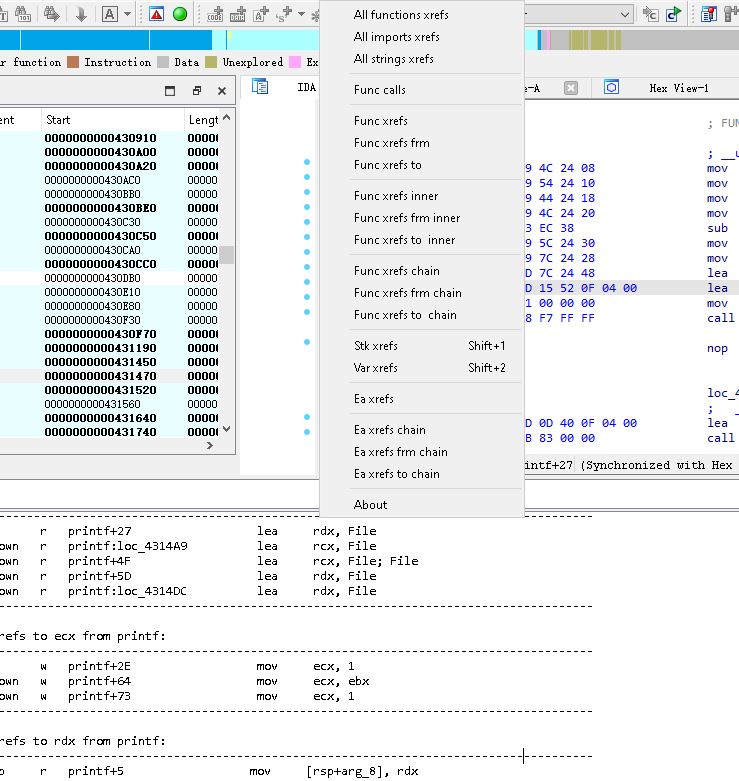 All functions xrefs
All imports xrefs
All strings xrefs
Func calls
Func xrefs
Func xrefs frm
Func xrefs to
Func xrefs inner
Func xrefs frm inner
Func xrefs to inner
Func xrefs chain
Func xrefs frm chain
Func xrefs to chain
Stk xrefs Shift+1
Var xrefs Shift+2
Ea xrefs
Ea xrefs chain
Ea xrefs frm chain
Ea xrefs to chain
About
r function Instruction Data Unexplored Ex
ent Start Lengt
0000000000430910 0000
0000000000430A00 0000
0000000000430A20 0000
0000000000430AC0 00000
0000000000430BB0 00000
0000000000430BE0 0000
0000000000430C30 00000
0000000000430C50 0000
0000000000430CA0 00000
0000000000430CC0 0000
0000000000430DB0 00000
0000000000430E10 00000
0000000000430E80 00000
0000000000430F30 00000
0000000000430F70 0000
0000000000431190 0000
0000000000431450 0000
0000000000431470 0000
0000000000431520 0000
0000000000431560 00000
0000000000431640 0000
0000000000431740 0000
IDA
e-A
Hex View-1
; FUN
; __u
9 4C 24 08 mov
9 54 24 10 mov
9 44 24 18 mov
9 4C 24 20 mov
3 EC 38 sub
9 5C 24 30 mov
9 7C 24 28 mov
D 7C 24 48 lea
D 15 52 0F 04 00 lea
1 00 00 00 mov
8 F7 FF FF call
nop
loc_4
;
D 0D 40 0F 04 00 lea
B 83 00 00 call
intf+27 (Synchronized with Hex
r printf+27 lea rdx, File
own r printf:loc_4314A9 lea rcx, File
own r printf+4F lea rcx, File; File
own r printf+5D lea rdx, File
own r printf:loc_4314DC lea rdx, File
refs to ecx from printf:
w printf+2E mov ecx, 1
own w printf+64 mov ecx, ebx
own w printf+73 mov ecx, 1
refs to rdx from printf:
o r printf+5 mov [rsp+arg_8], rdx